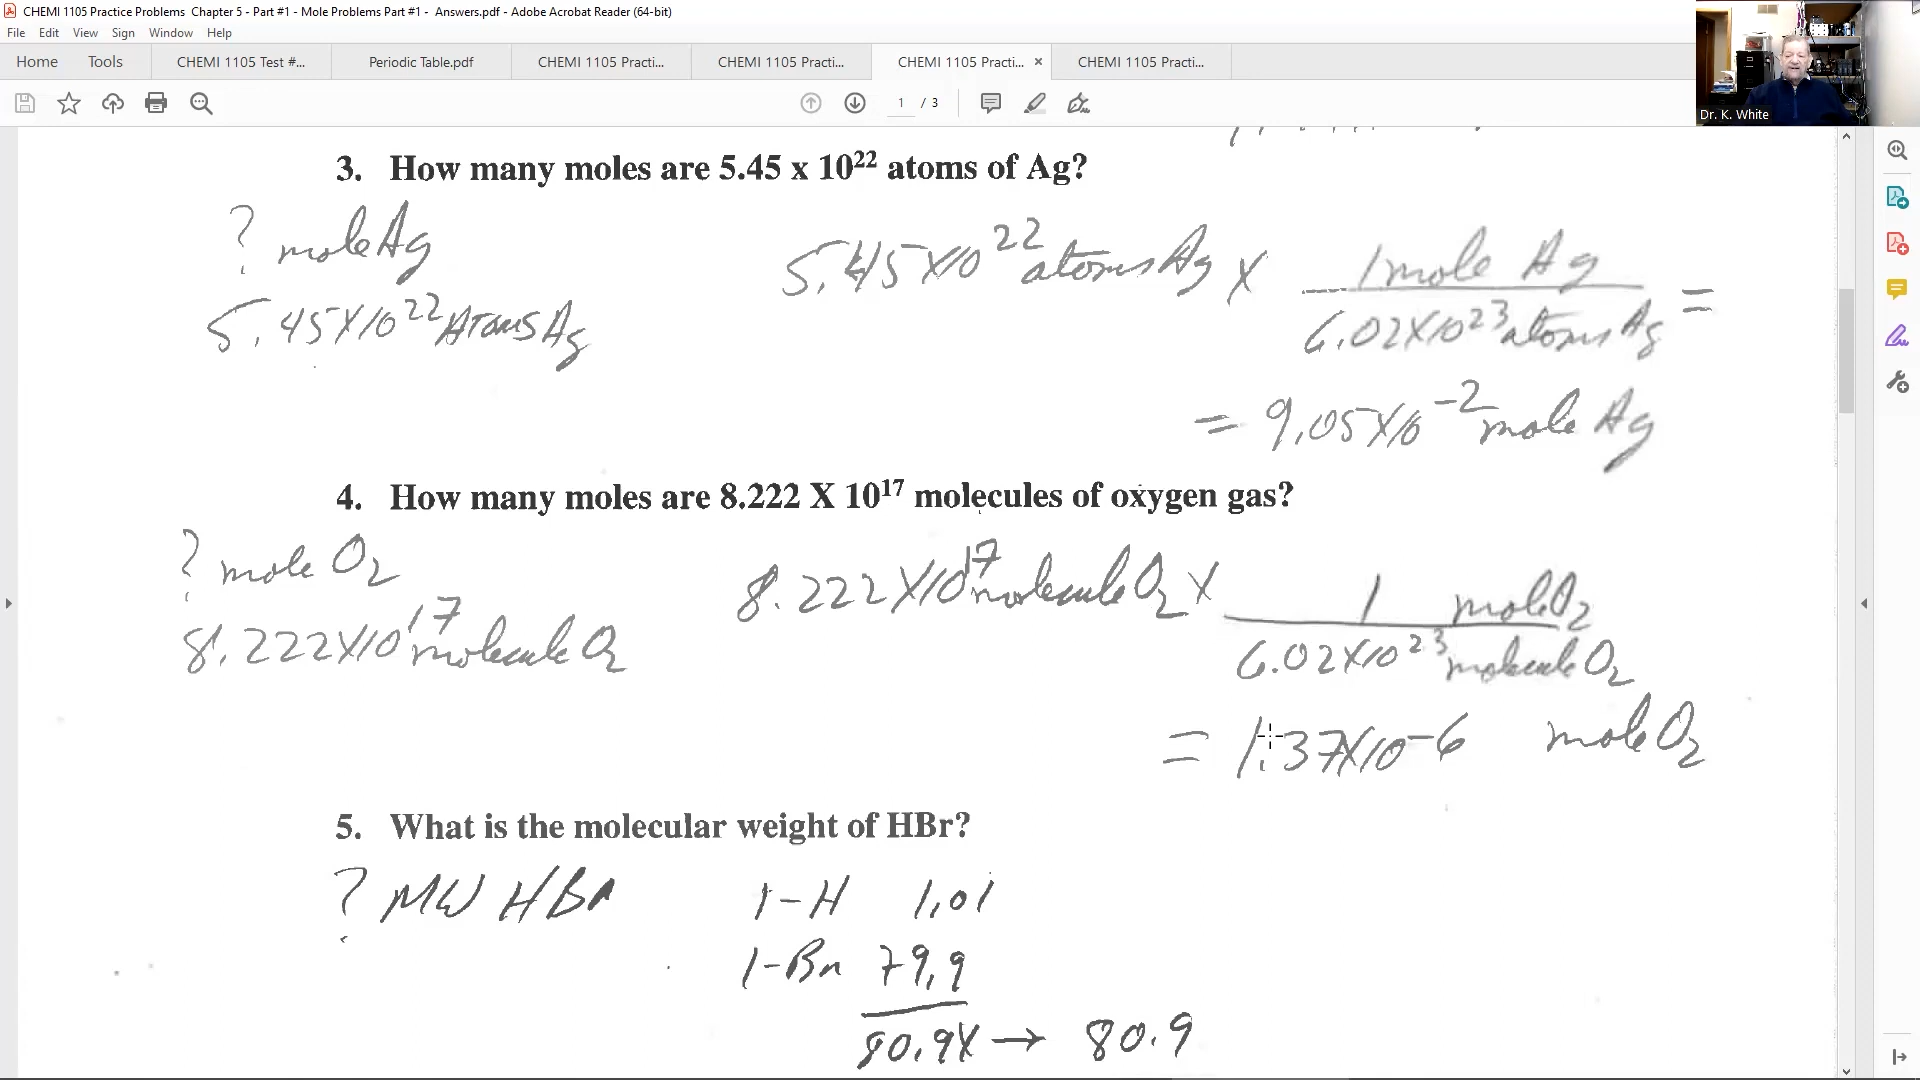 CHEMI 1105 Practice Problems  Chapter 5 - Part #1 - Mole Problems Part #1 -  Answers.pdf - Adobe Acrobat Reader (64-bit)
File Edit View Sign Window Help
Home Tools CHEMI 1105 Test #... Periodic Table.pdf CHEMI 1105 Practi... CHEMI 1105 Practi... CHEMI 1105 Practi... × CHEMI 1105 Practi...
1 / 3
Dr. K. White
3. How many moles are 5.45 x 10²² atoms of Ag?
? mole Ag
5.45X10²² Atoms Ag
5.45X10²² atoms Ag X 1 mole Ag =
6.02X10²³ atoms Ag
= 9.05X10⁻² mole Ag
4. How many moles are 8.222 X 10¹⁷ molecules of oxygen gas?
? mole O₂
8.222X10¹⁷ molecule O₂
8.222X10¹⁷ molecule O₂ X 1 mole O₂
6.02X10²³ molecule O₂
= 1.37X10⁻⁶ mole O₂
5. What is the molecular weight of HBr?
? MW HBr
1-H 1.01
1-Br 79.9
80.9X → 80.9